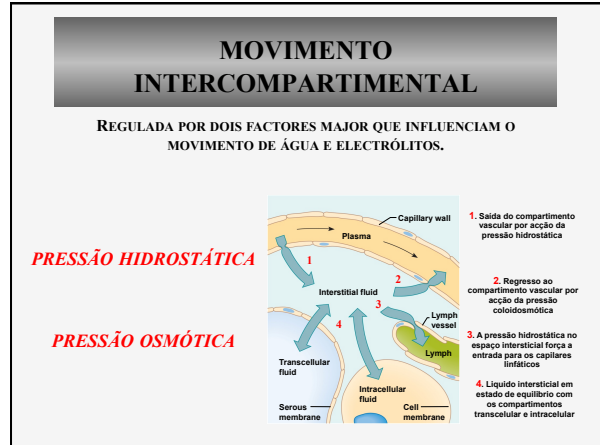 MOVIMENTO
INTERCOMPARTIMENTAL
REGULADA POR DOIS FACTORES MAJOR QUE INFLUENCIAM O
MOVIMENTO DE ÁGUA E ELECTRÓLITOS.
PRESSÃO HIDROSTÁTICA
PRESSÃO OSMÓTICA
Capillary wall
Plasma
1
2
Interstitial fluid
3
4
Lymph
vessel
Lymph
Transcellular
fluid
Intracellular
fluid
Serous
membrane
Cell
membrane
1. Saída do compartimento
vascular por acção da
pressão hidrostática
2. Regresso ao
compartimento vascular por
acção da pressão
coloidosmótica
3. A pressão hidrostática no
espaço intersticial força a
entrada para os capilares
linfáticos
4. Liquido intersticial em
estado de equilíbrio com
os compartimentos
transcelular e intracelular